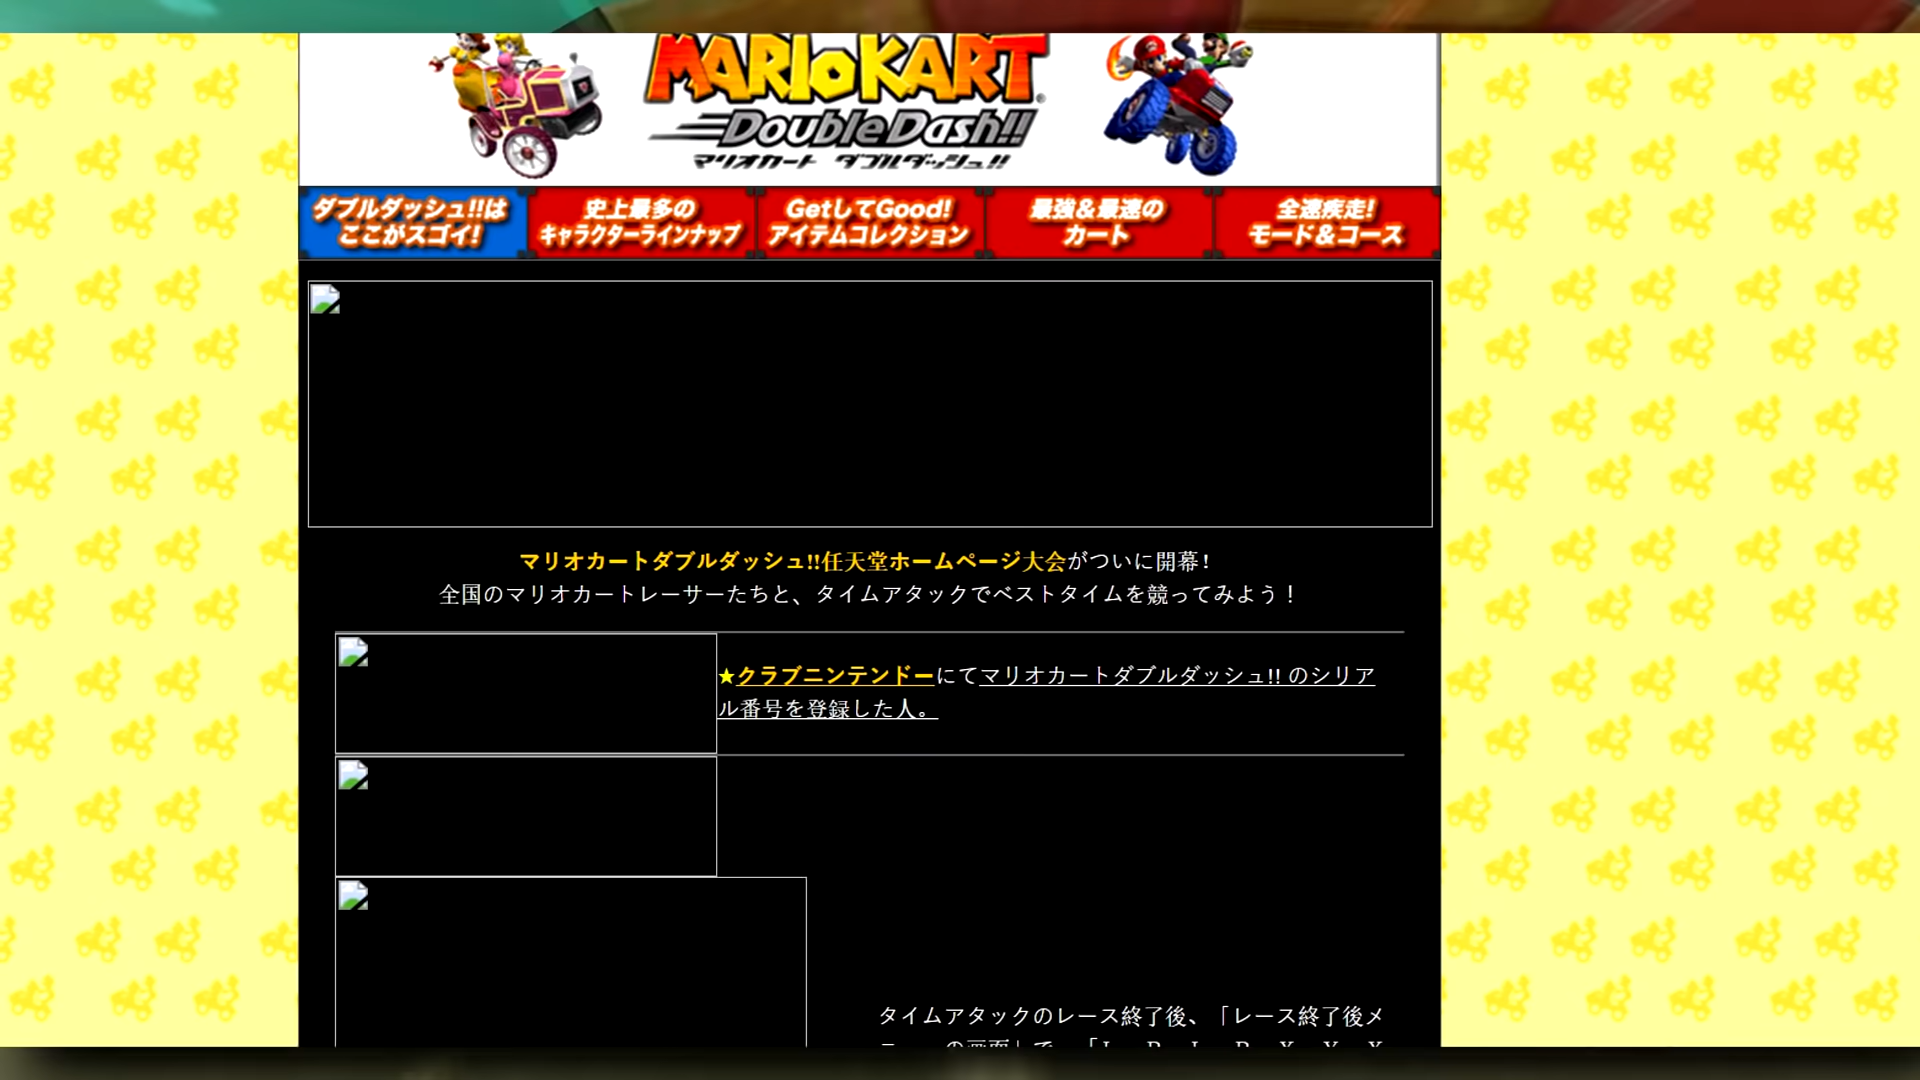 MARIOKART
DoubleDash!!
マリオカート ダブルダッシュ!!
ダブルダッシュ!!は
ここがスゴイ!
史上最多の
キャラクターラインナップ
GetしてGood!
アイテムコレクション
最強&最速の
カート
全速疾走!
モード&コース
マリオカートダブルダッシュ!!任天堂ホームページ大会がついに開幕!
全国のマリオカートレーサーたちと、タイムアタックでベストタイムを競ってみよう!
★クラブニンテンドーにてマリオカートダブルダッシュ!! のシリア
ル番号を登録した人。
タイムアタックのレース終了後、「レース終了後メ